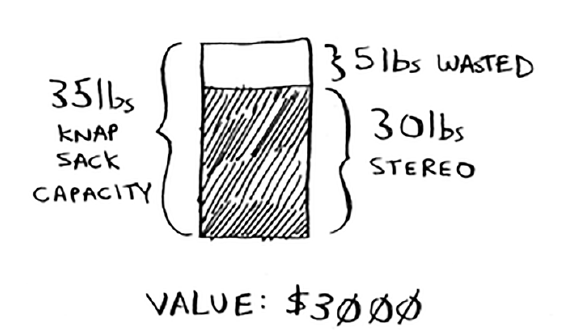 35lbs
KNAP
SACK
CAPACITY
5lbs WASTED
30lbs
STEREO
VALUE: $3000